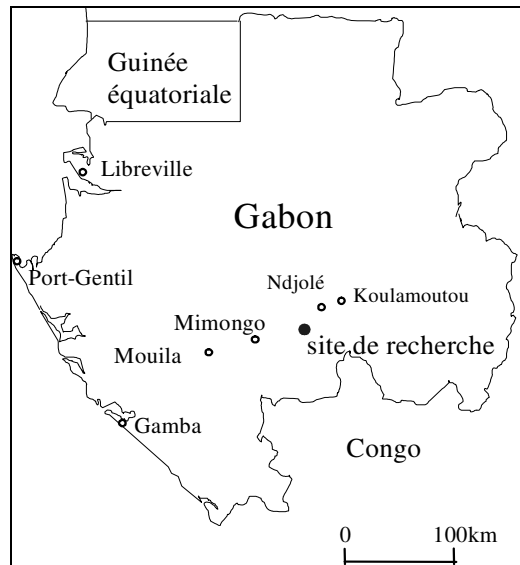 Guinée
équatoriale
Libreville
Gabon
Port-Gentil
Ndjolé
Koulamoutou
Mimongo
site de recherche
Mouila
Gamba
Congo
0 100km